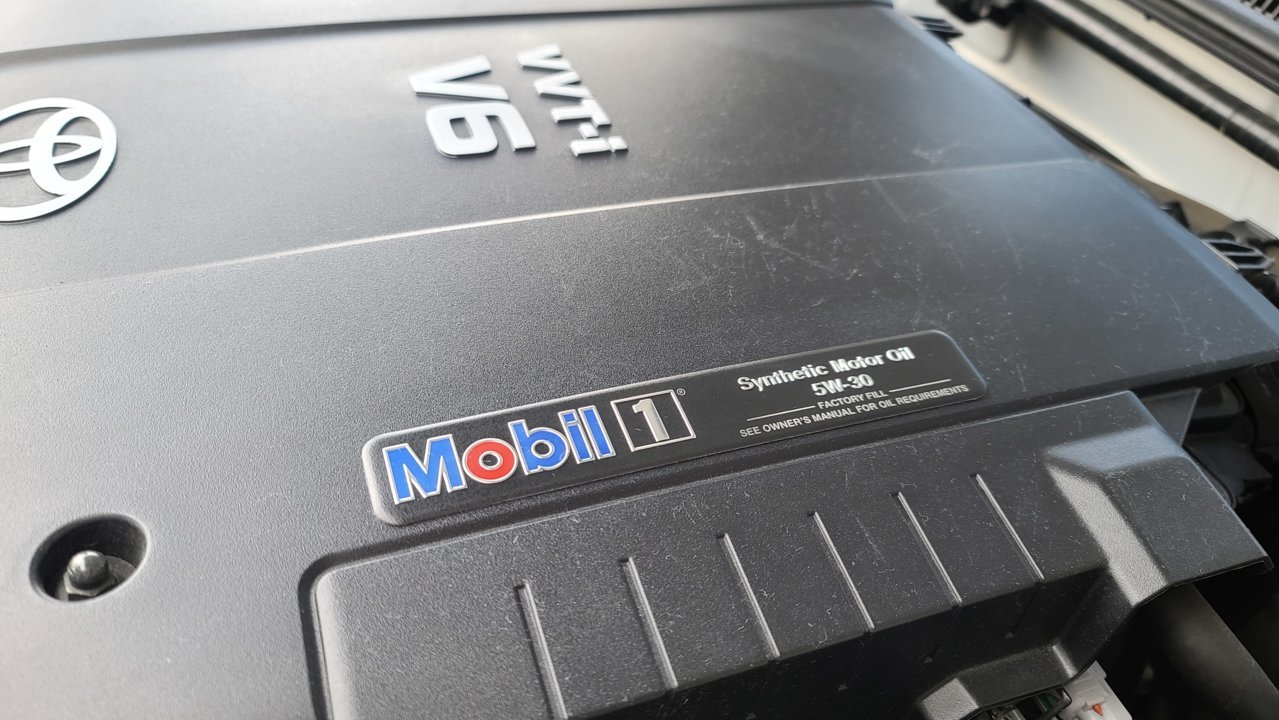 VVT-i
V6
Mobil 1®
Synthetic Motor Oil
5W-30
FACTORY FILL
SEE OWNER'S MANUAL FOR OIL REQUIREMENTS